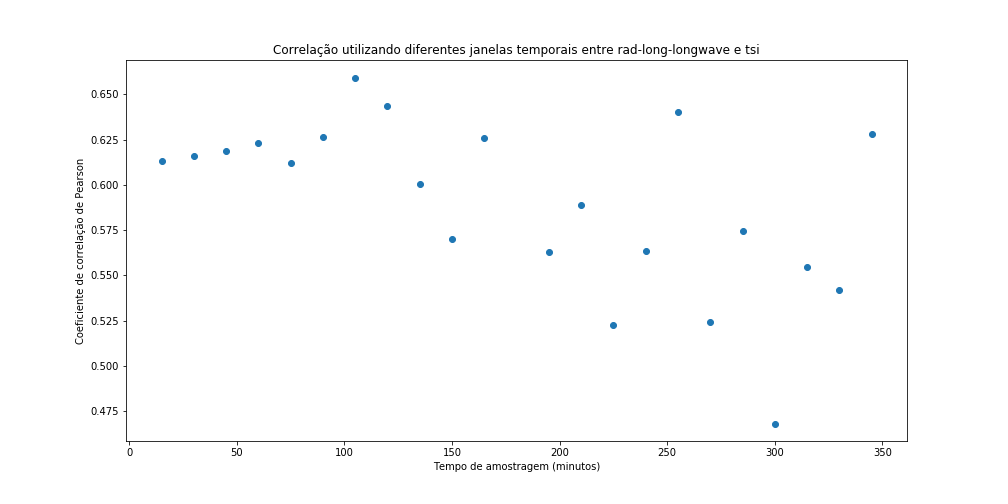 Correlação utilizando diferentes janelas temporais entre rad-long-longwave e tsi
Coeficiente de correlação de Pearson
0.650
0.625
0.600
0.575
0.550
0.525
0.500
0.475
0 50 100 150 200 250 300 350
Tempo de amostragem (minutos)